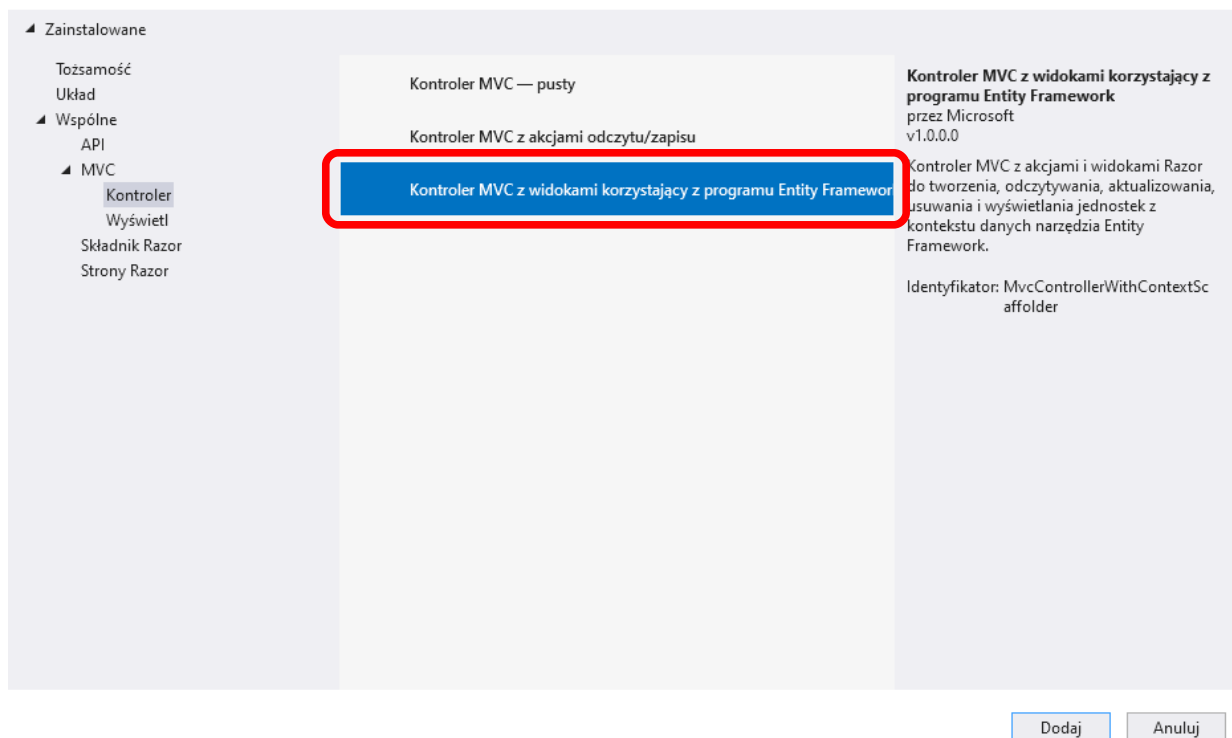 Zainstalowane
Tożsamość
Układ
Wspólne
API
MVC
Kontroler
Wyświetl
Składnik Razor
Strony Razor
Kontroler MVC — pusty
Kontroler MVC z akcjami odczytu/zapisu
Kontroler MVC z widokami korzystający z programu Entity Framewor
Kontroler MVC z widokami korzystający z
programu Entity Framework
przez Microsoft
v1.0.0.0
Kontroler MVC z akcjami i widokami Razor
do tworzenia, odczytywania, aktualizowania,
usuwania i wyświetlania jednostek z
kontekstu danych narzędzia Entity
Framework.
Identyfikator: MvcControllerWithContextSc
affolder
Dodaj
Anuluj